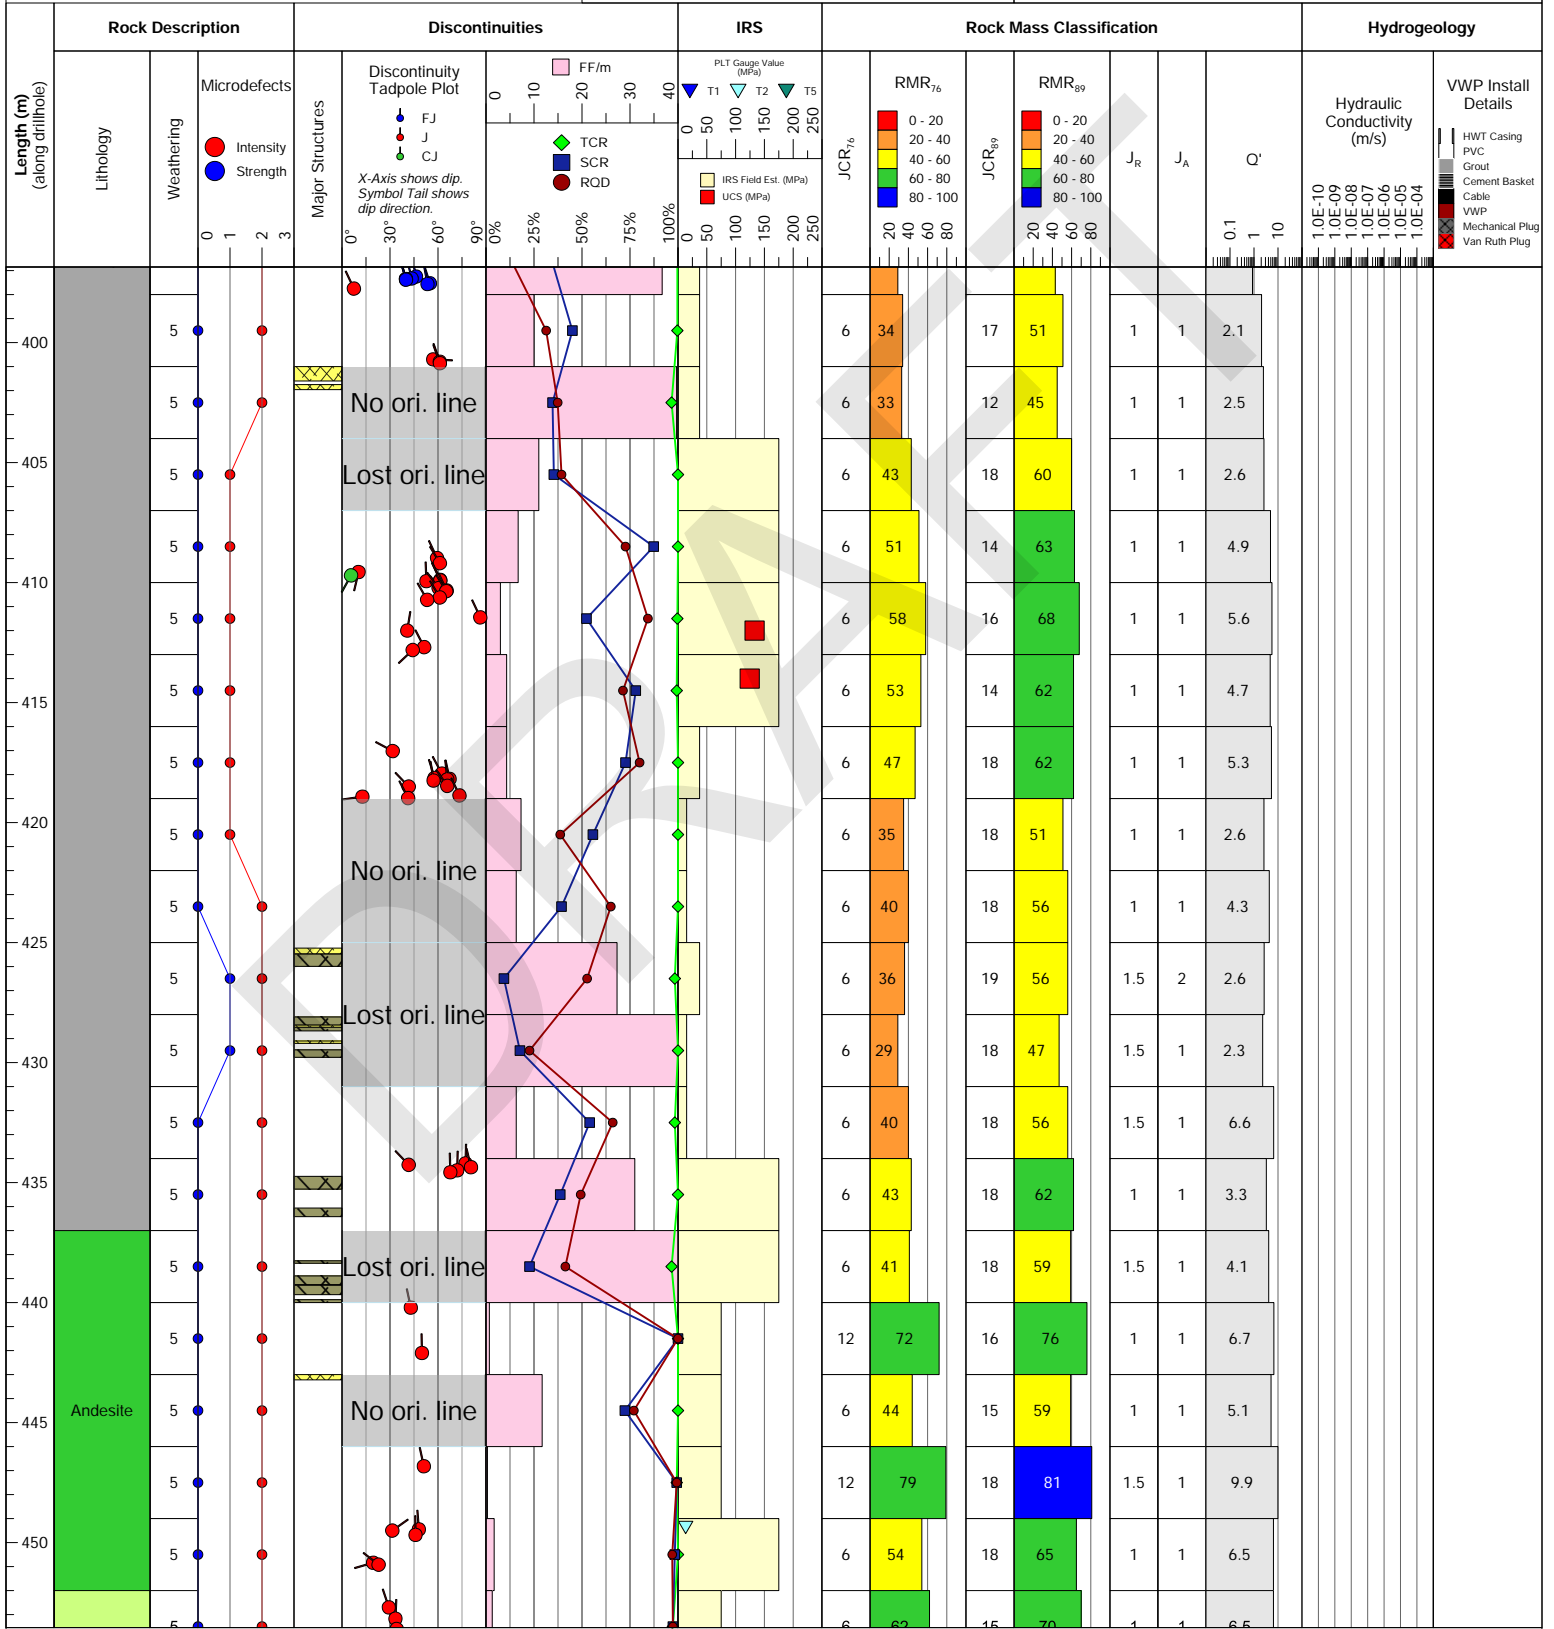 Rock Description
Discontinuities
IRS
Rock Mass Classification
Hydrogeology
Length (m)
(along drillhole)
Lithology
Weathering
Microdefects
Intensity
Strength
0 1 2 3
Major Structures
Discontinuity
Tadpole Plot
FJ
J
CJ
X-Axis shows dip.
Symbol Tail shows
dip direction.
0° 30° 60° 90°
FF/m
0 10 20 30 40
TCR
SCR
RQD
0% 25% 50% 75% 100%
PLT Gauge Value
(MPa)
T1 T2 T5
0 50 100 150 200 250
IRS Field Est. (MPa)
UCS (MPa)
0 50 100 150 200 250
JCR76
RMR76
0 - 20
20 - 40
40 - 60
60 - 80
80 - 100
20 40 60 80
JCR89
RMR89
0 - 20
20 - 40
40 - 60
60 - 80
80 - 100
20 40 60 80
JR
JA
Q'
0.1 1 10
Hydraulic
Conductivity
(m/s)
1.0E-10 1.0E-09 1.0E-08 1.0E-07 1.0E-06 1.0E-05 1.0E-04
VWP Install
Details
HWT Casing
PVC
Grout
Cement Basket
Cable
VWP
Mechanical Plug
Van Ruth Plug
5 6 34 17 51 1 1 2.1
400
5 No ori. line 6 33 12 45 1 1 2.5
405 5 Lost ori. line 6 43 18 60 1 1 2.6
5 6 51 14 63 1 1 4.9
410
5 6 58 16 68 1 1 5.6
5 6 53 14 62 1 1 4.7
415
5 6 47 18 62 1 1 5.3
420 5 6 35 18 51 1 1 2.6
No ori. line
5 6 40 18 56 1 1 4.3
425
5 6 36 19 56 1.5 2 2.6
Lost ori. line
430 5 6 29 18 47 1.5 1 2.3
5 6 40 18 56 1.5 1 6.6
435 5 6 43 18 62 1 1 3.3
5 Lost ori. line 6 41 18 59 1.5 1 4.1
440
5 12 72 16 76 1 1 6.7
445 Andesite 5 No ori. line 6 44 15 59 1 1 5.1
5 12 79 18 81 1.5 1 9.9
450 5 6 54 18 65 1 1 6.5
5 6 62 15 70 1 1 6.5
DRAFT